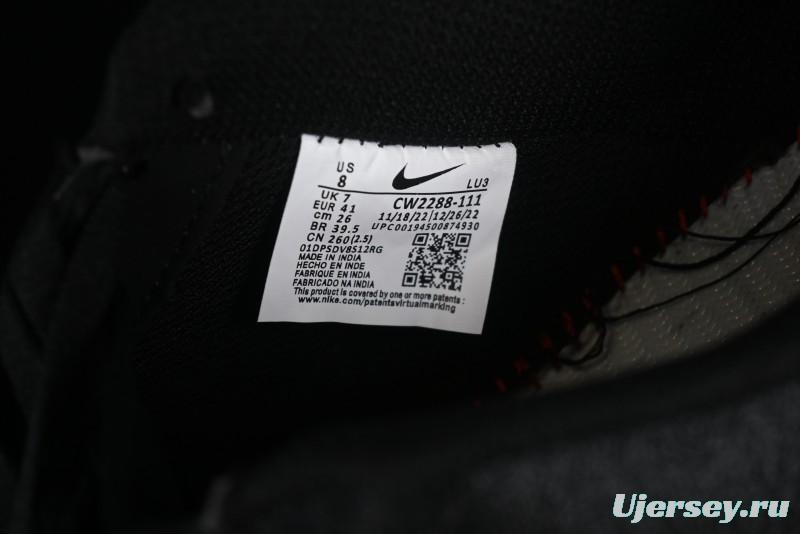 US
8
LU3
UK 7
EUR 41
cm 26
BR 39.5
CN 260(2.5)
CW2288-111
11/18/22|12/26/22
UPC00194500874930
01DPSDV8S12RG
MADE IN INDIA
HECHO EN INDE
FABRIQUE EN INDIA
FABRICADO NA INDIA
This product is covered by one or more patents :
www.nike.com/patentsvirtualmarking
Ujersey.ru